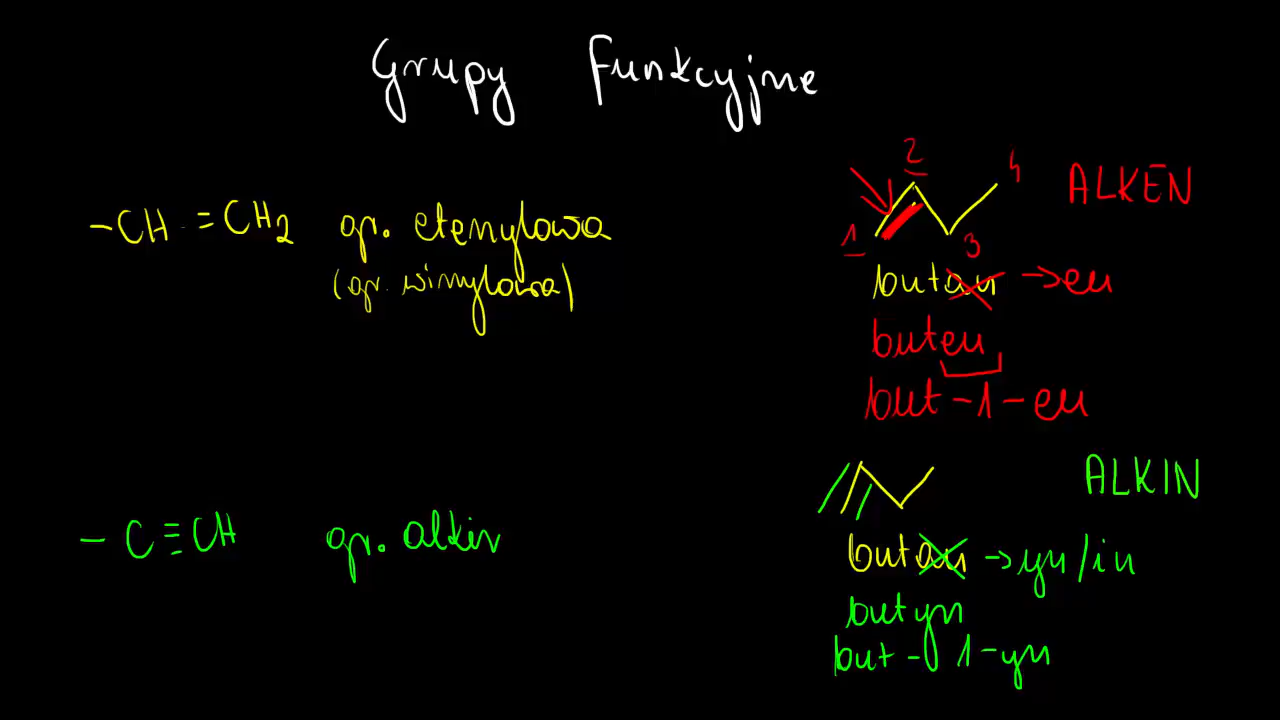 Grupy funkcyjne
-CH=CH2 gr. etenylowa
(gr. winylowa)
1 2 3 4
ALKEN
butan →en
buten
but-1-en
-C≡CH gr. alkin
ALKIN
butan →yn/in
butyn
but-1-yn